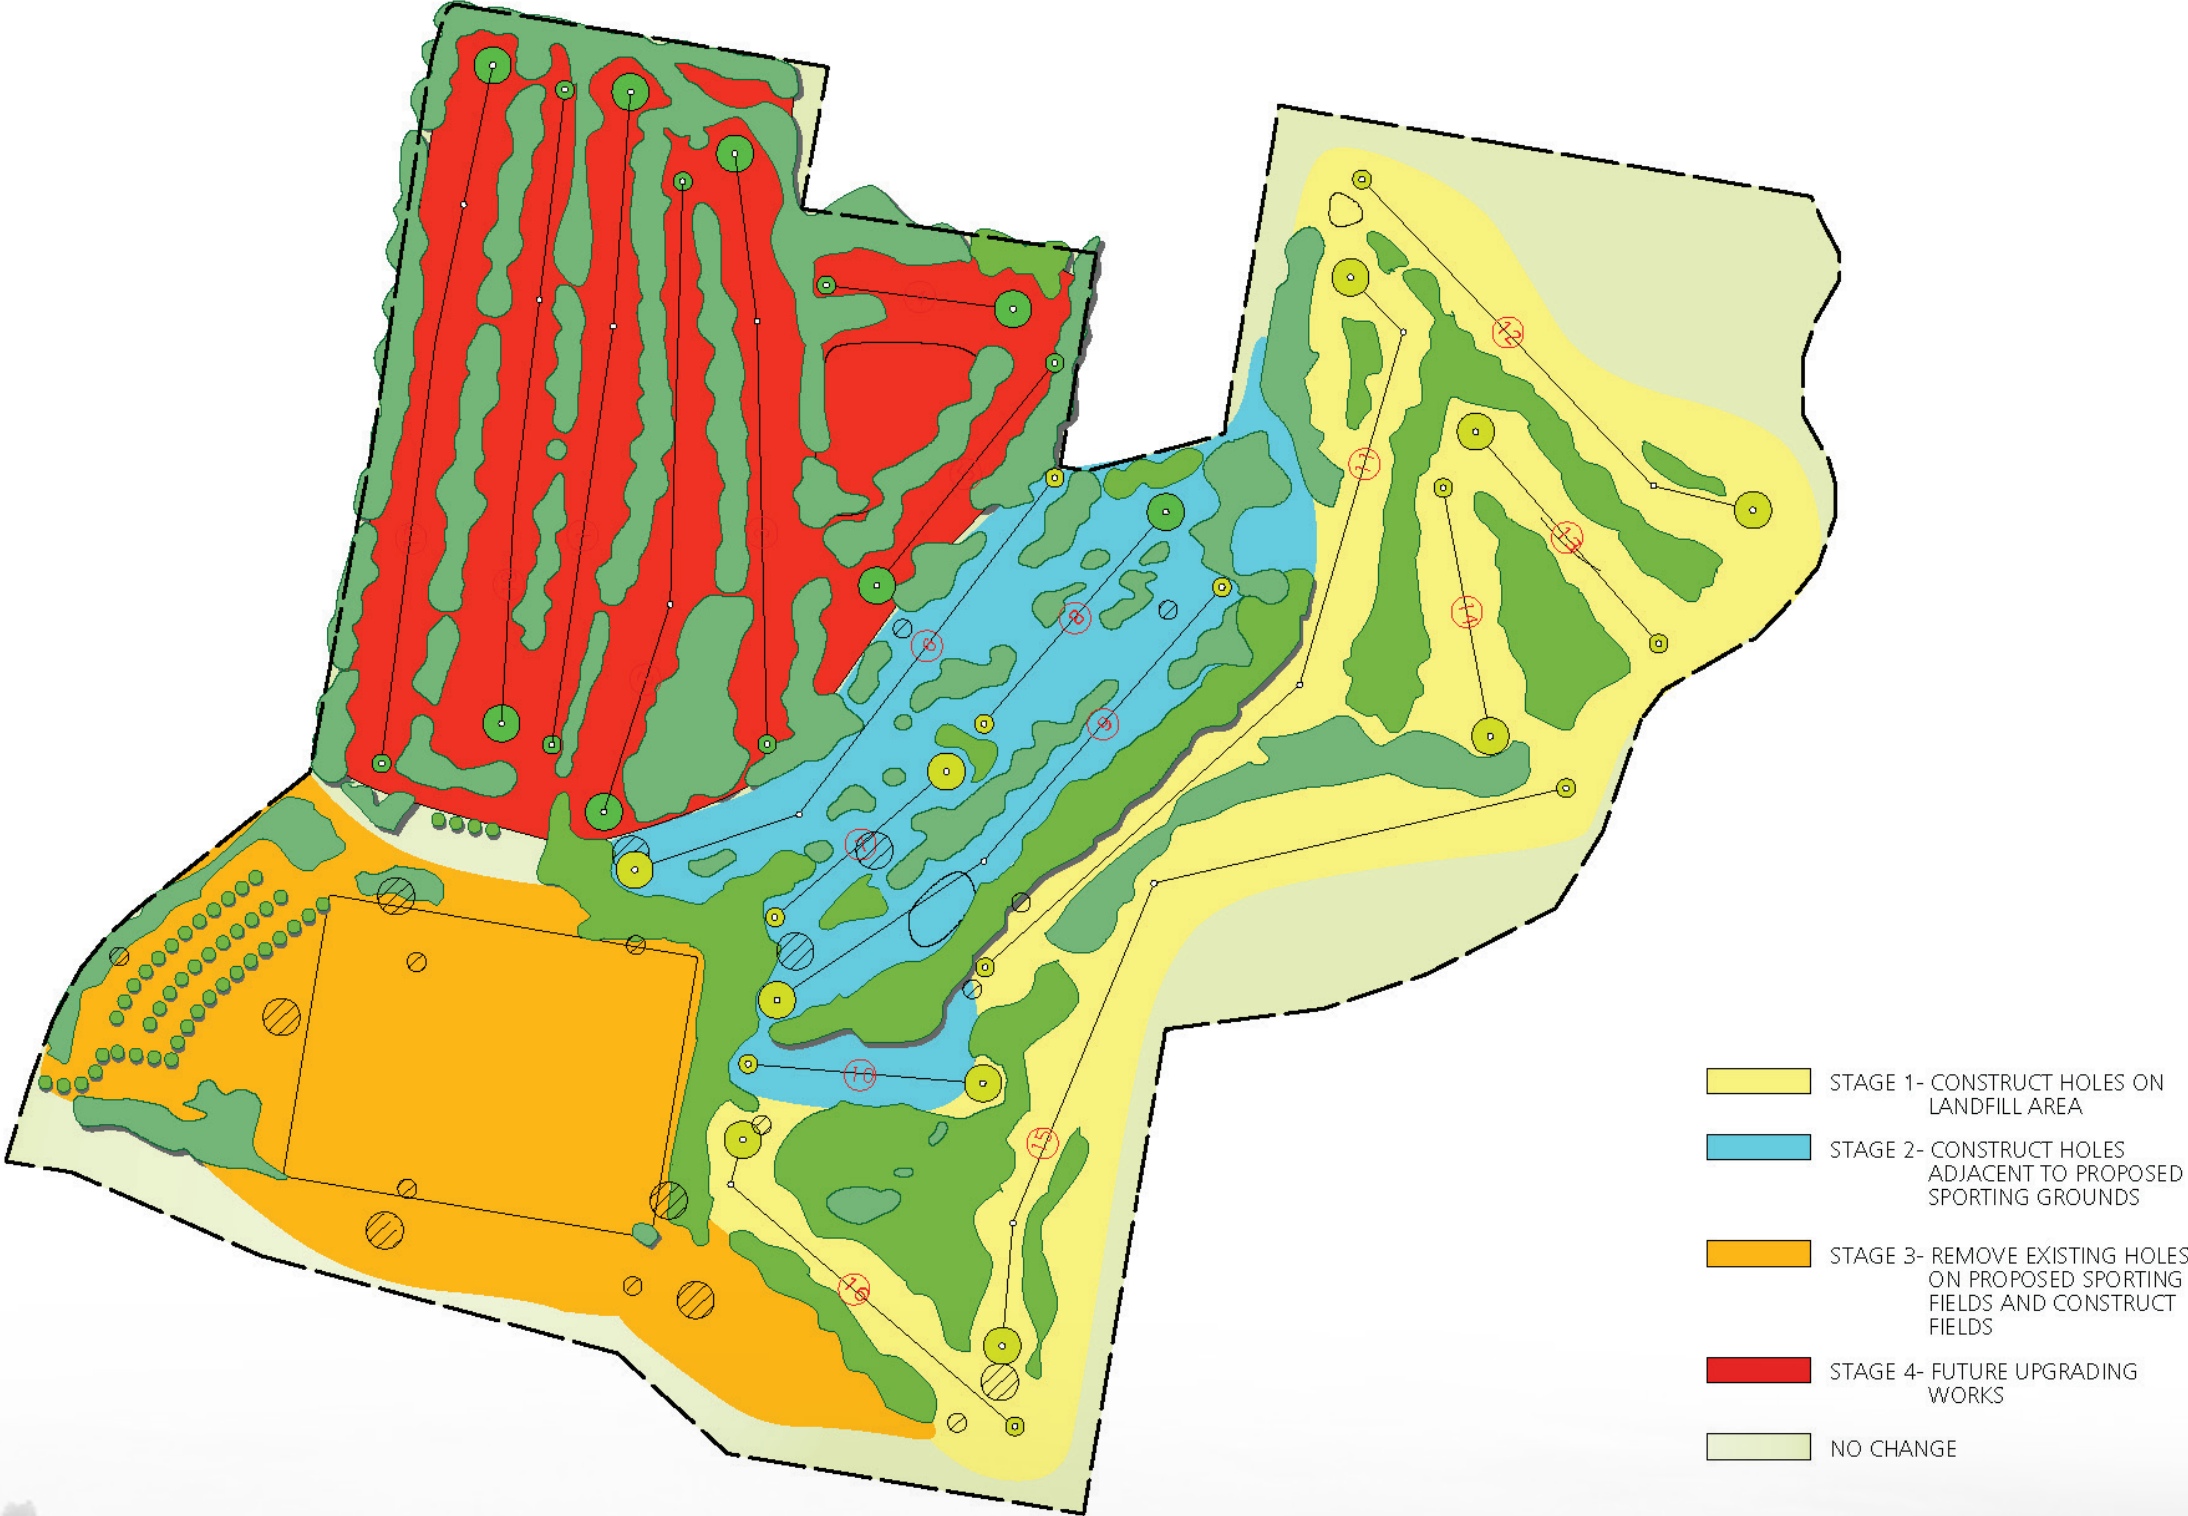 12
11
13
14
6
8
9
7
10
15
16
STAGE 1- CONSTRUCT HOLES ON
LANDFILL AREA
STAGE 2- CONSTRUCT HOLES
ADJACENT TO PROPOSED
SPORTING GROUNDS
STAGE 3- REMOVE EXISTING HOLES
ON PROPOSED SPORTING
FIELDS AND CONSTRUCT
FIELDS
STAGE 4- FUTURE UPGRADING
WORKS
NO CHANGE